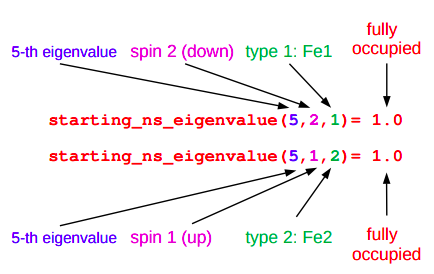 fully
occupied
5-th eigenvalue spin 2 (down) type 1: Fe1
starting_ns_eigenvalue(5,2,1)= 1.0
starting_ns_eigenvalue(5,1,2)= 1.0
5-th eigenvalue spin 1 (up) type 2: Fe2
fully
occupied